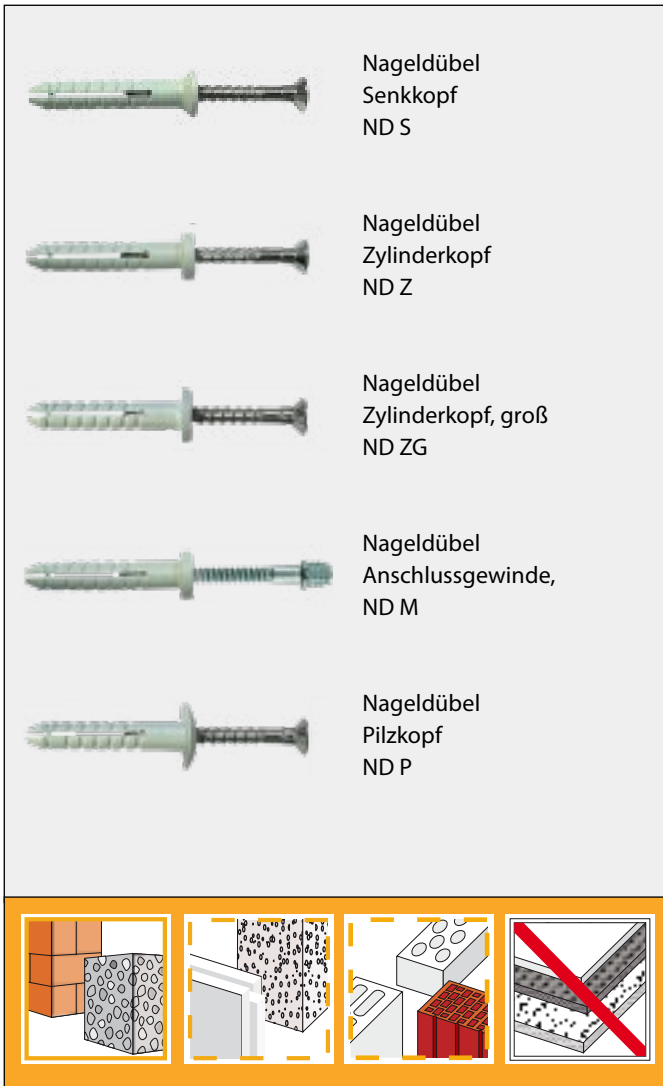 Nageldübel
Senkkopf
ND S
Nageldübel
Zylinderkopf
ND Z
Nageldübel
Zylinderkopf, groß
ND ZG
Nageldübel
Anschlussgewinde,
ND M
Nageldübel
Pilzkopf
ND P